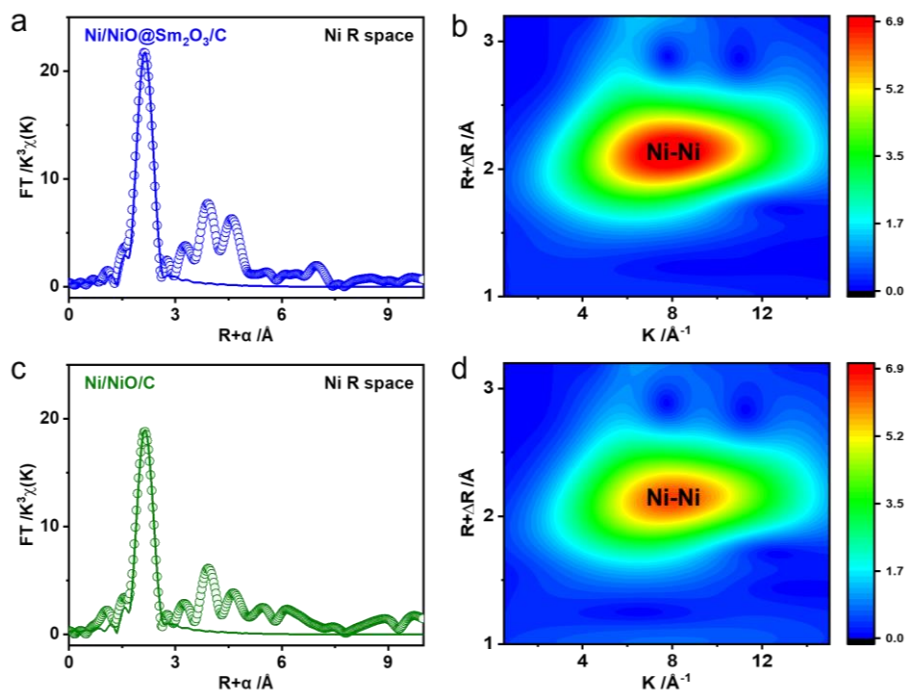 a
Ni/NiO@Sm₂O₃/C
Ni R space
FT /K³χ(K)
20
10
0
0
3
6
9
R+α /Å
b
R+ΔR /Å
3
2
1
Ni-Ni
4
8
12
K /Å⁻¹
6.9
5.2
3.5
1.7
0.0
c
Ni/NiO/C
Ni R space
FT /K³χ(K)
20
10
0
0
3
6
9
R+α /Å
d
R+ΔR /Å
3
2
1
Ni-Ni
4
8
12
K /Å⁻¹
6.9
5.2
3.5
1.7
0.0